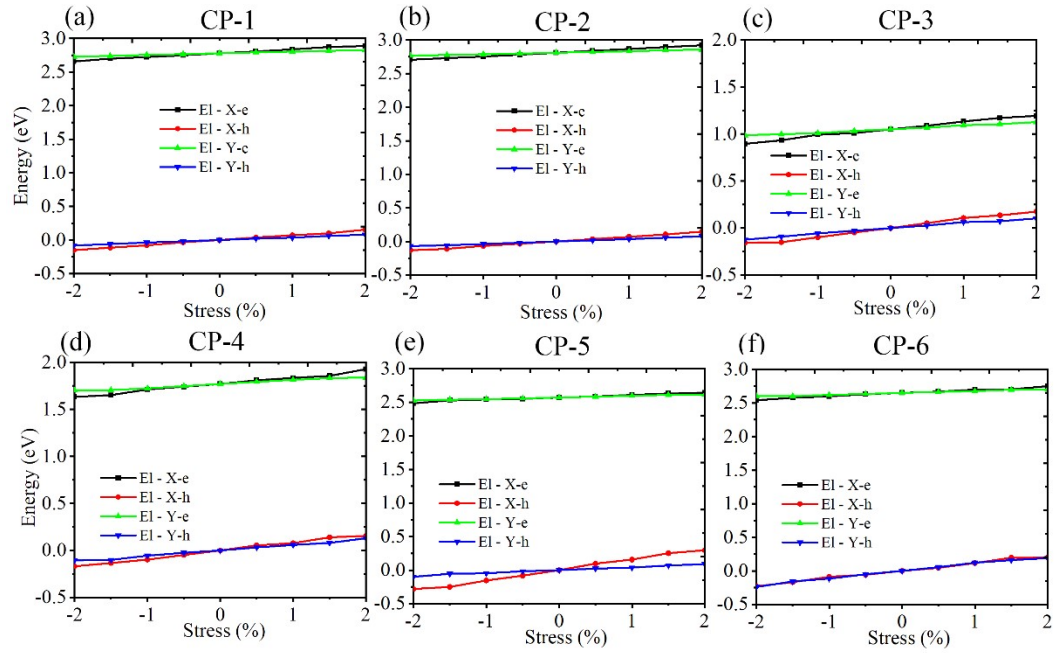 (a) CP-1
Energy (eV)
3.0
2.5
2.0
1.5
1.0
0.5
0.0
-0.5
El - X-e
El - X-h
El - Y-c
El - Y-h
-2 -1 0 1 2
Stress (%)
(b) CP-2
3.0
2.5
2.0
1.5
1.0
0.5
0.0
-0.5
El - X-c
El - X-h
El - Y-e
El - Y-h
-2 -1 0 1 2
Stress (%)
(c) CP-3
2.0
1.5
1.0
0.5
0.0
-0.5
El - X-c
El - X-h
El - Y-e
El - Y-h
-2 -1 0 1 2
Stress (%)
(d) CP-4
Energy (eV)
2.0
1.5
1.0
0.5
0.0
-0.5
El - X-e
El - X-h
El - Y-e
El - Y-h
-2 -1 0 1 2
Stress (%)
(e) CP-5
3.0
2.5
2.0
1.5
1.0
0.5
0.0
-0.5
El - X-e
El - X-h
El - Y-e
El - Y-h
-2 -1 0 1 2
Stress (%)
(f) CP-6
3.0
2.5
2.0
1.5
1.0
0.5
0.0
-0.5
El - X-e
El - X-h
El - Y-e
El - Y-h
-2 -1 0 1 2
Stress (%)